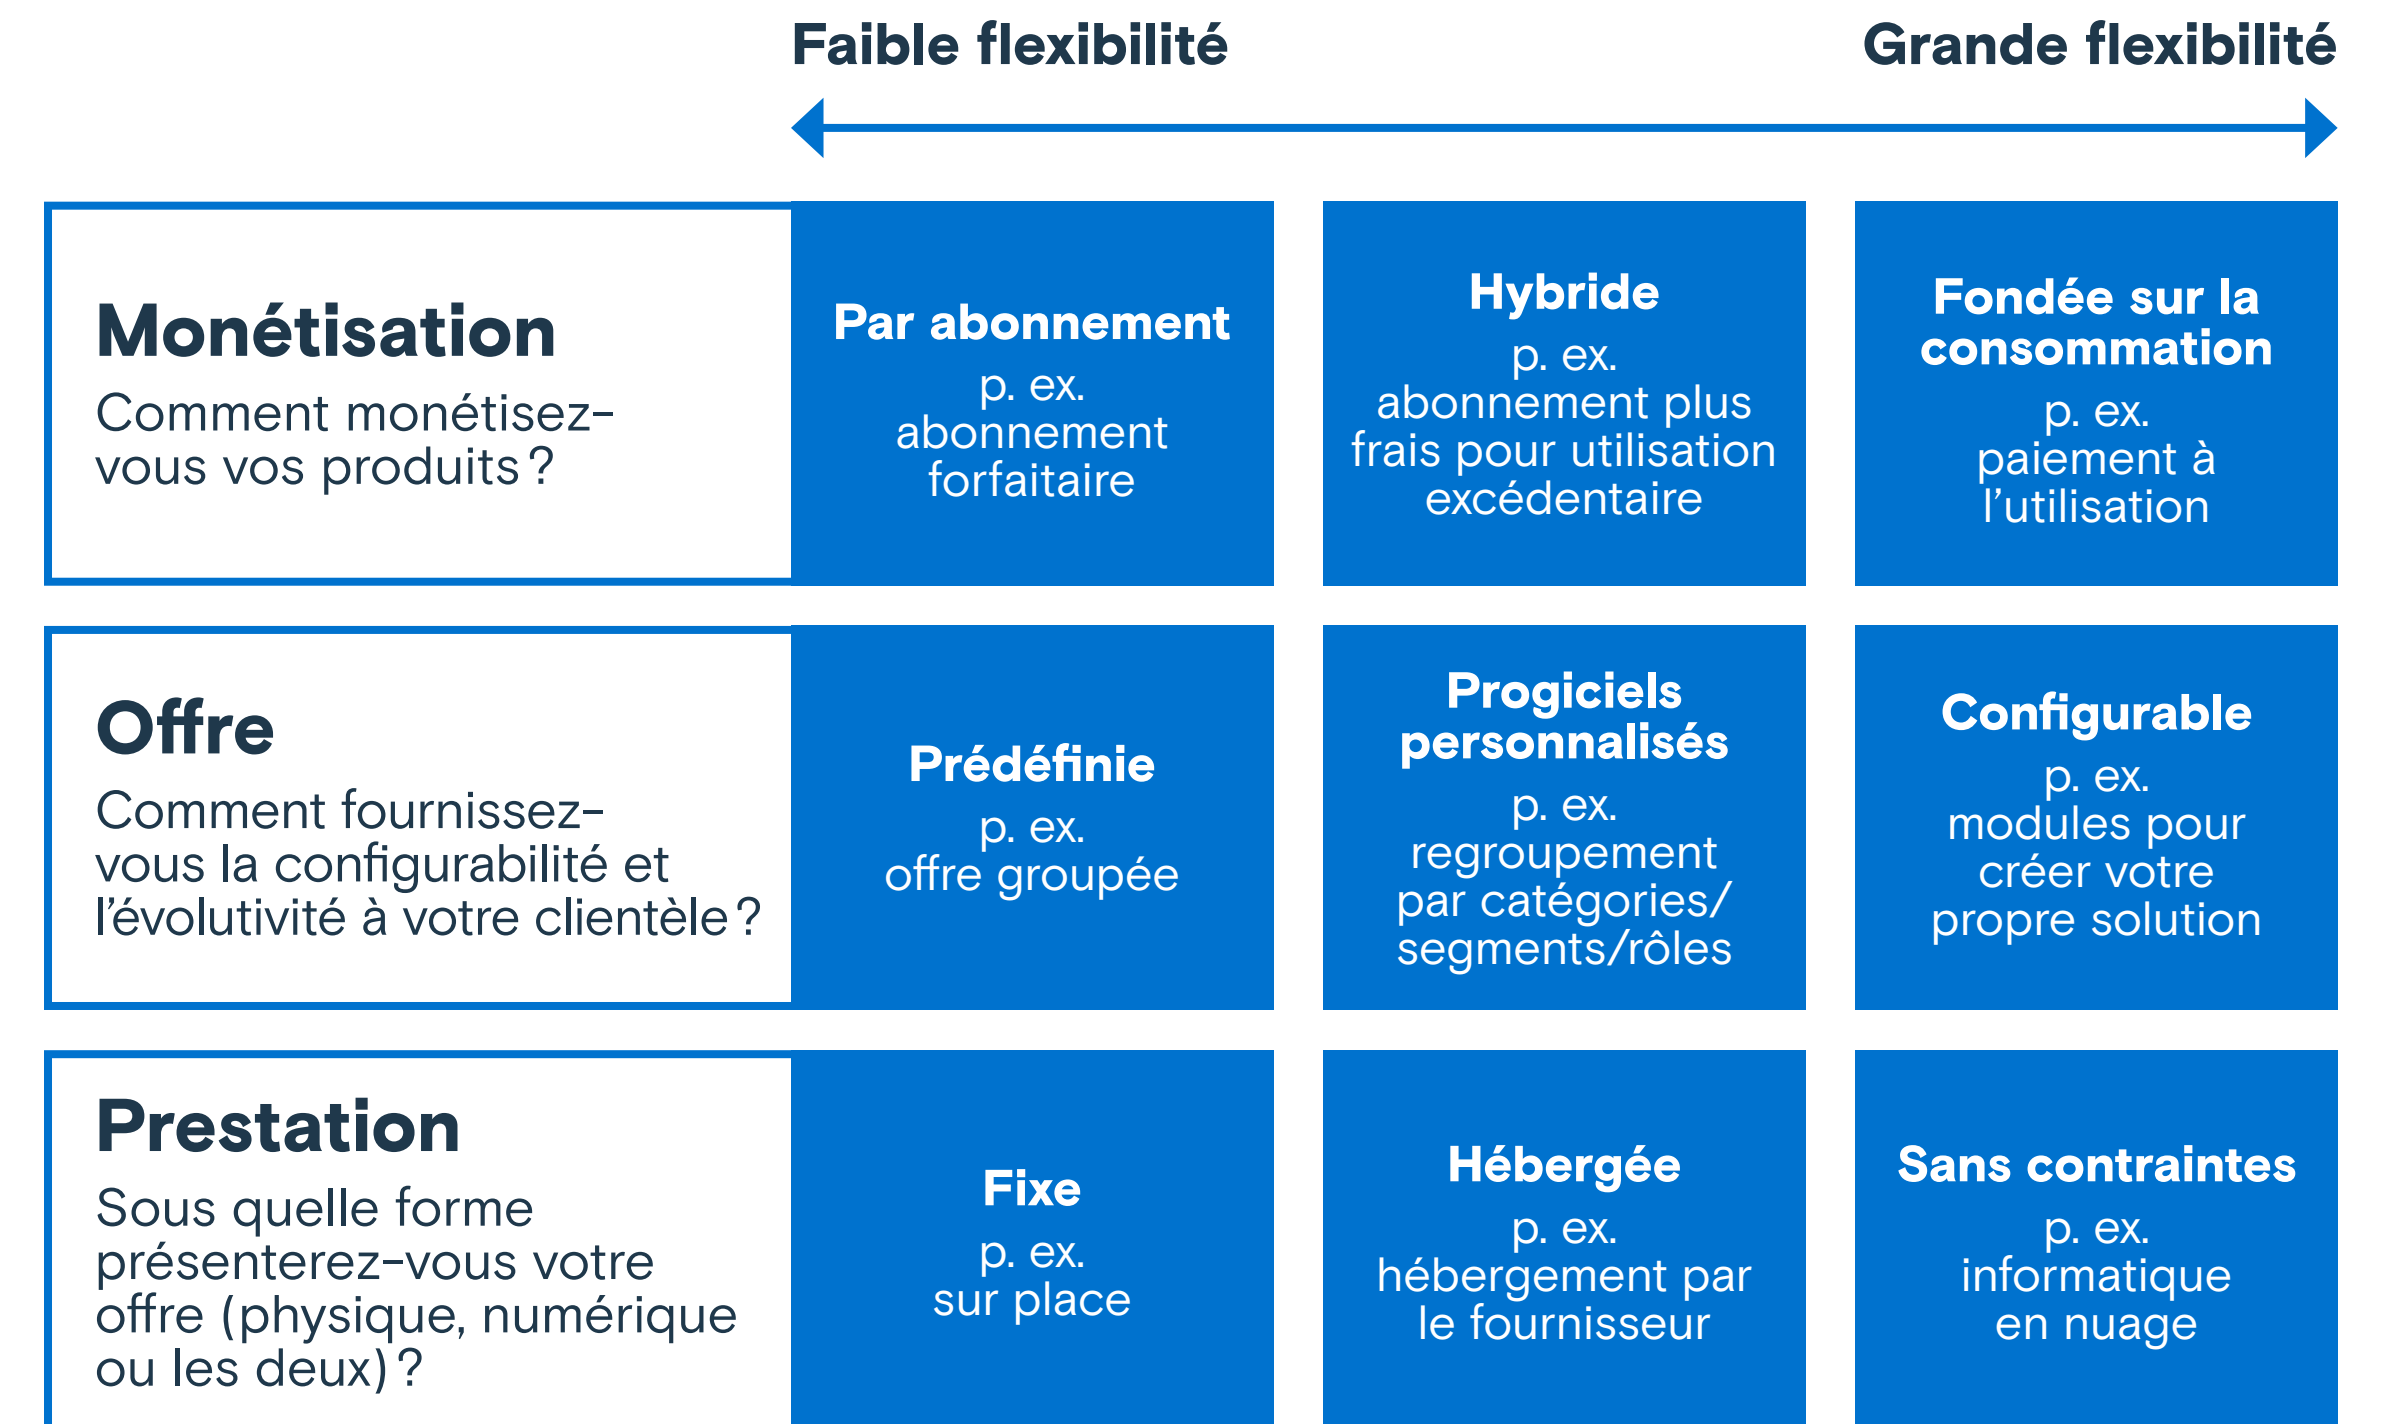 Faible flexibilité
Grande flexibilité
Monétisation
Comment monétisez-
vous vos produits ?
Par abonnement
p. ex.
abonnement
forfaitaire
Hybride
p. ex.
abonnement plus
frais pour utilisation
excédentaire
Fondée sur la
consommation
p. ex.
paiement à
l’utilisation
Offre
Comment fournissez-
vous la configurabilité et
l’évolutivité à votre clientèle ?
Prédéfinie
p. ex.
offre groupée
Progiciels
personnalisés
p. ex.
regroupement
par catégories/
segments/rôles
Configurable
p. ex.
modules pour
créer votre
propre solution
Prestation
Sous quelle forme
présenterez-vous votre
offre (physique, numérique
ou les deux) ?
Fixe
p. ex.
sur place
Hébergée
p. ex.
hébergement par
le fournisseur
Sans contraintes
p. ex.
informatique
en nuage